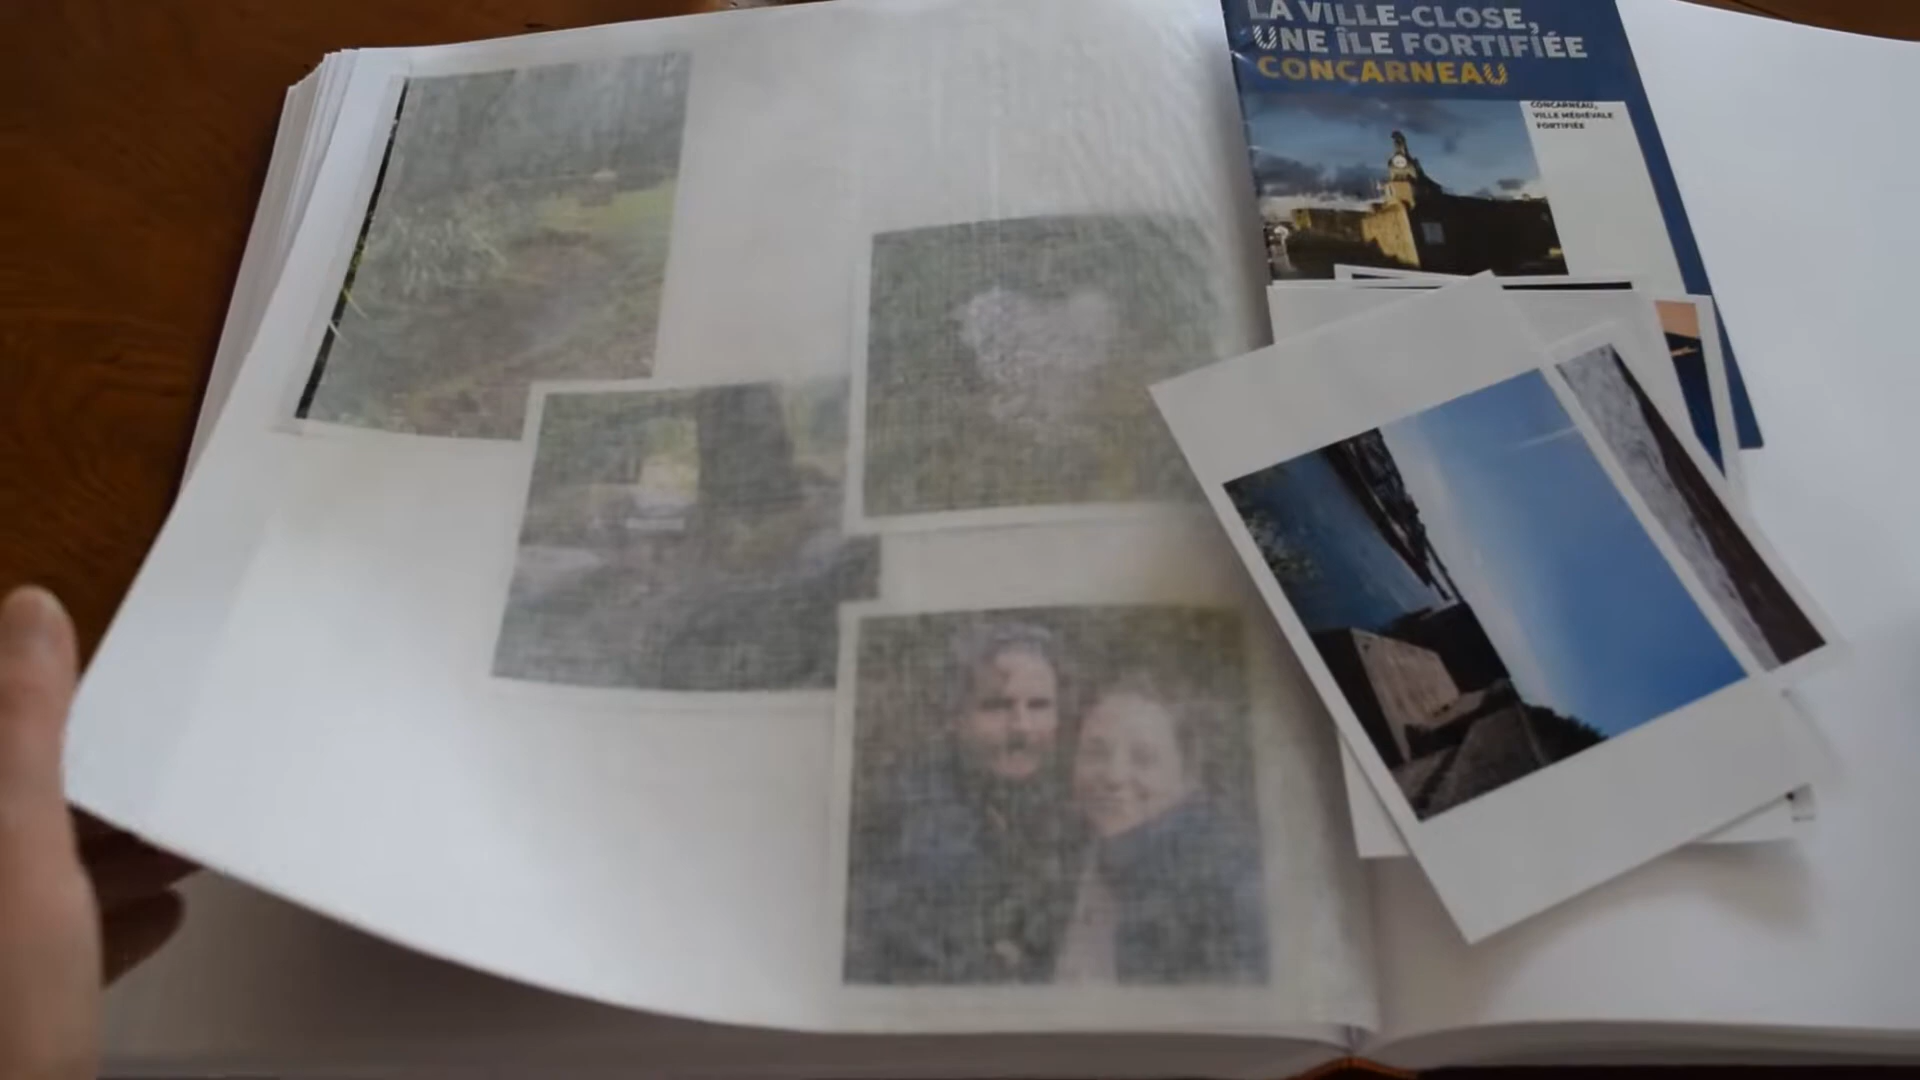 LA VILLE-CLOSE,
UNE ÎLE FORTIFIÉE
CONCARNEAU
CONCARNEAU,
VILLE MÉDIÉVALE
FORTIFIÉE